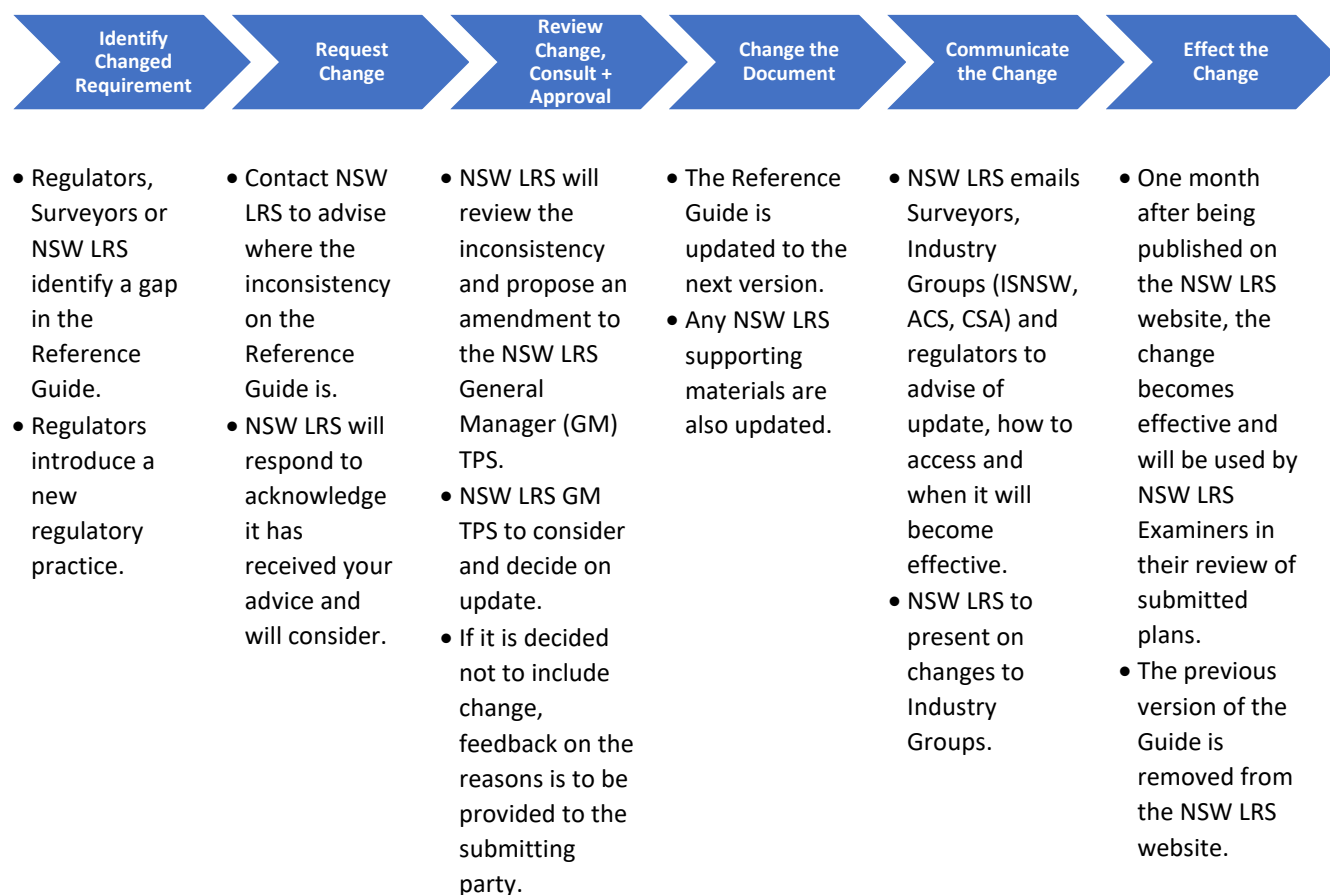 Identify
Changed
Requirement
Request
Change
Review
Change,
Consult +
Approval
Change the
Document
Communicate
the Change
Effect the
Change
• Regulators,
Surveyors or
NSW LRS
identify a gap
in the
Reference
Guide.
• Regulators
introduce a
new
regulatory
practice.
• Contact NSW
LRS to advise
where the
inconsistency
on the
Reference
Guide is.
• NSW LRS will
respond to
acknowledge
it has
received your
advice and
will consider.
• NSW LRS will
review the
inconsistency
and propose an
amendment to
the NSW LRS
General
Manager (GM)
TPS.
• NSW LRS GM
TPS to consider
and decide on
update.
• If it is decided
not to include
change,
feedback on the
reasons is to be
provided to the
submitting
party.
• The Reference
Guide is
updated to the
next version.
• Any NSW LRS
supporting
materials are
also updated.
• NSW LRS emails
Surveyors,
Industry
Groups (ISNSW,
ACS, CSA) and
regulators to
advise of
update, how to
access and
when it will
become
effective.
• NSW LRS to
present on
changes to
Industry
Groups.
• One month
after being
published on
the NSW LRS
website, the
change
becomes
effective and
will be used by
NSW LRS
Examiners in
their review of
submitted
plans.
• The previous
version of the
Guide is
removed from
the NSW LRS
website.